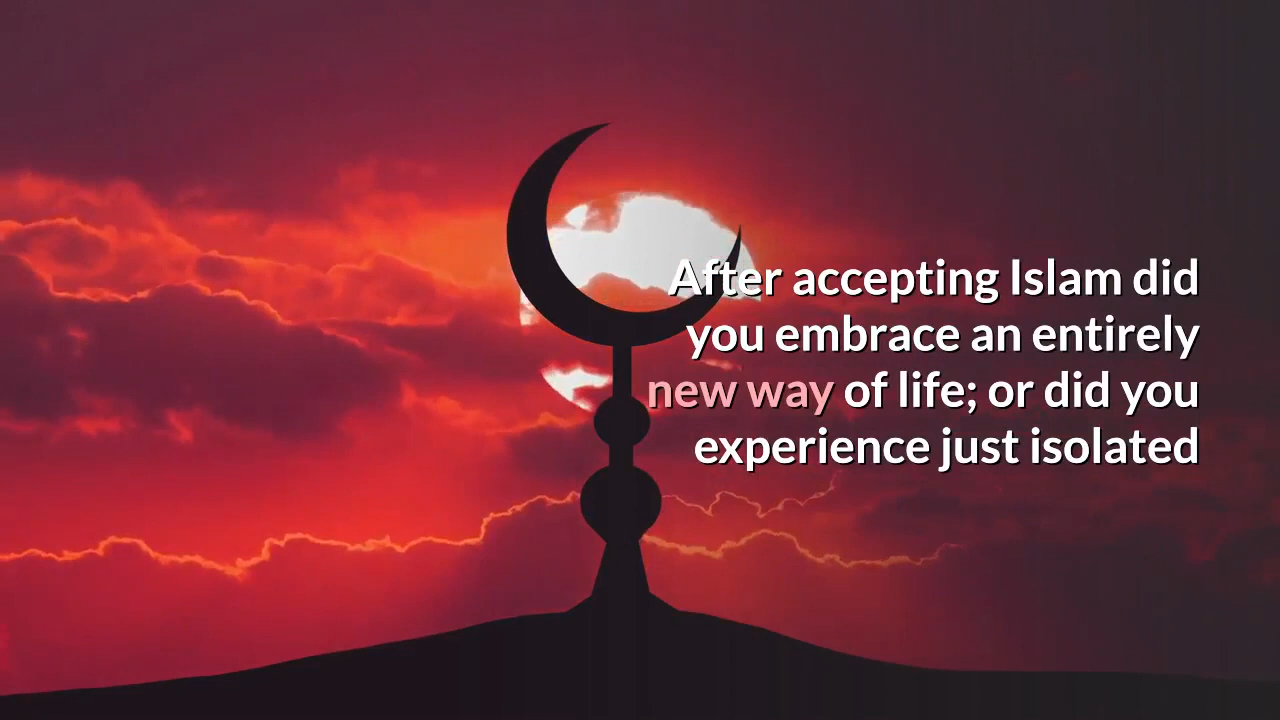 After accepting Islam did
you embrace an entirely
new way of life; or did you
experience just isolated